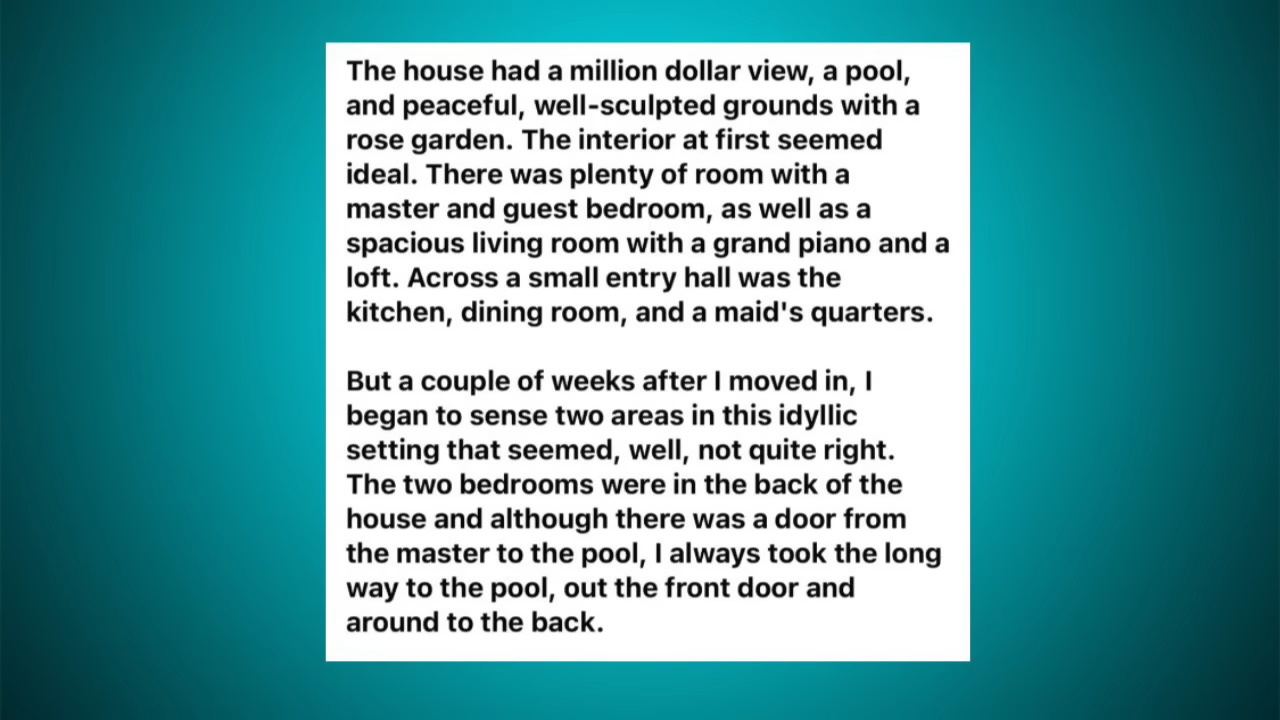 The house had a million dollar view, a pool,
and peaceful, well-sculpted grounds with a
rose garden. The interior at first seemed
ideal. There was plenty of room with a
master and guest bedroom, as well as a
spacious living room with a grand piano and a
loft. Across a small entry hall was the
kitchen, dining room, and a maid's quarters.
But a couple of weeks after I moved in, I
began to sense two areas in this idyllic
setting that seemed, well, not quite right.
The two bedrooms were in the back of the
house and although there was a door from
the master to the pool, I always took the long
way to the pool, out the front door and
around to the back.